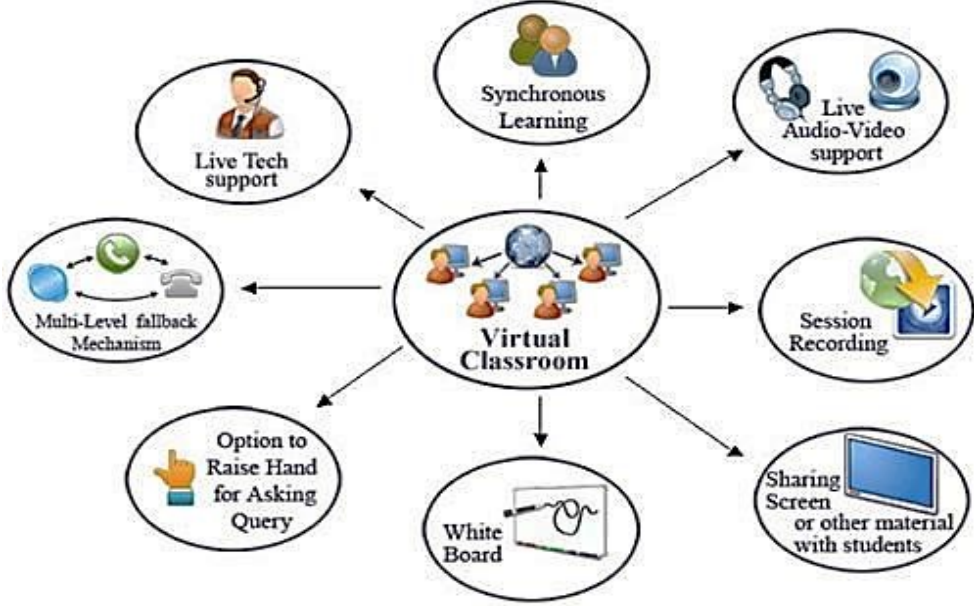 Synchronous
Learning
Live
Audio-Video
support
Session
Recording
Sharing
Screen
or other material
with students
White
Board
Option to
Raise Hand
for Asking
Query
Multi-Level fallback
Mechanism
Live Tech
support
Virtual
Classroom